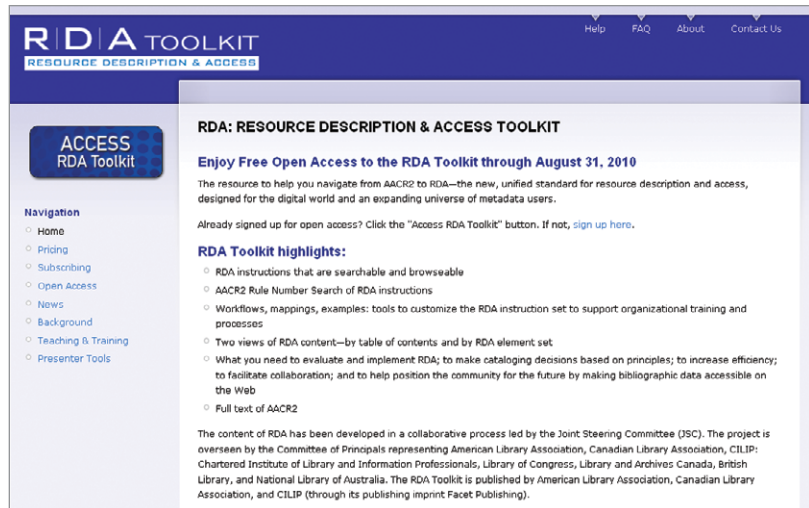 Help FAQ About Contact Us
R|D|A TOOLKIT
RESOURCE DESCRIPTION & ACCESS
ACCESS
RDA Toolkit
Navigation
Home
Pricing
Subscribing
Open Access
News
Background
Teaching & Training
Presenter Tools
RDA: RESOURCE DESCRIPTION & ACCESS TOOLKIT
Enjoy Free Open Access to the RDA Toolkit through August 31, 2010
The resource to help you navigate from AACR2 to RDA—the new, unified standard for resource description and access,
designed for the digital world and an expanding universe of metadata users.
Already signed up for open access? Click the "Access RDA Toolkit" button. If not, sign up here.
RDA Toolkit highlights:
RDA instructions that are searchable and browseable
AACR2 Rule Number Search of RDA instructions
Workflows, mappings, examples: tools to customize the RDA instruction set to support organizational training and
processes
Two views of RDA content—by table of contents and by RDA element set
What you need to evaluate and implement RDA; to make cataloging decisions based on principles; to increase efficiency;
to facilitate collaboration; and to help position the community for the future by making bibliographic data accessible on
the Web
Full text of AACR2
The content of RDA has been developed in a collaborative process led by the Joint Steering Committee (JSC). The project is
overseen by the Committee of Principals representing American Library Association, Canadian Library Association, CILIP:
Chartered Institute of Library and Information Professionals, Library of Congress, Library and Archives Canada, British
Library, and National Library of Australia. The RDA Toolkit is published by American Library Association, Canadian Library
Association, and CILIP (through its publishing imprint Facet Publishing).